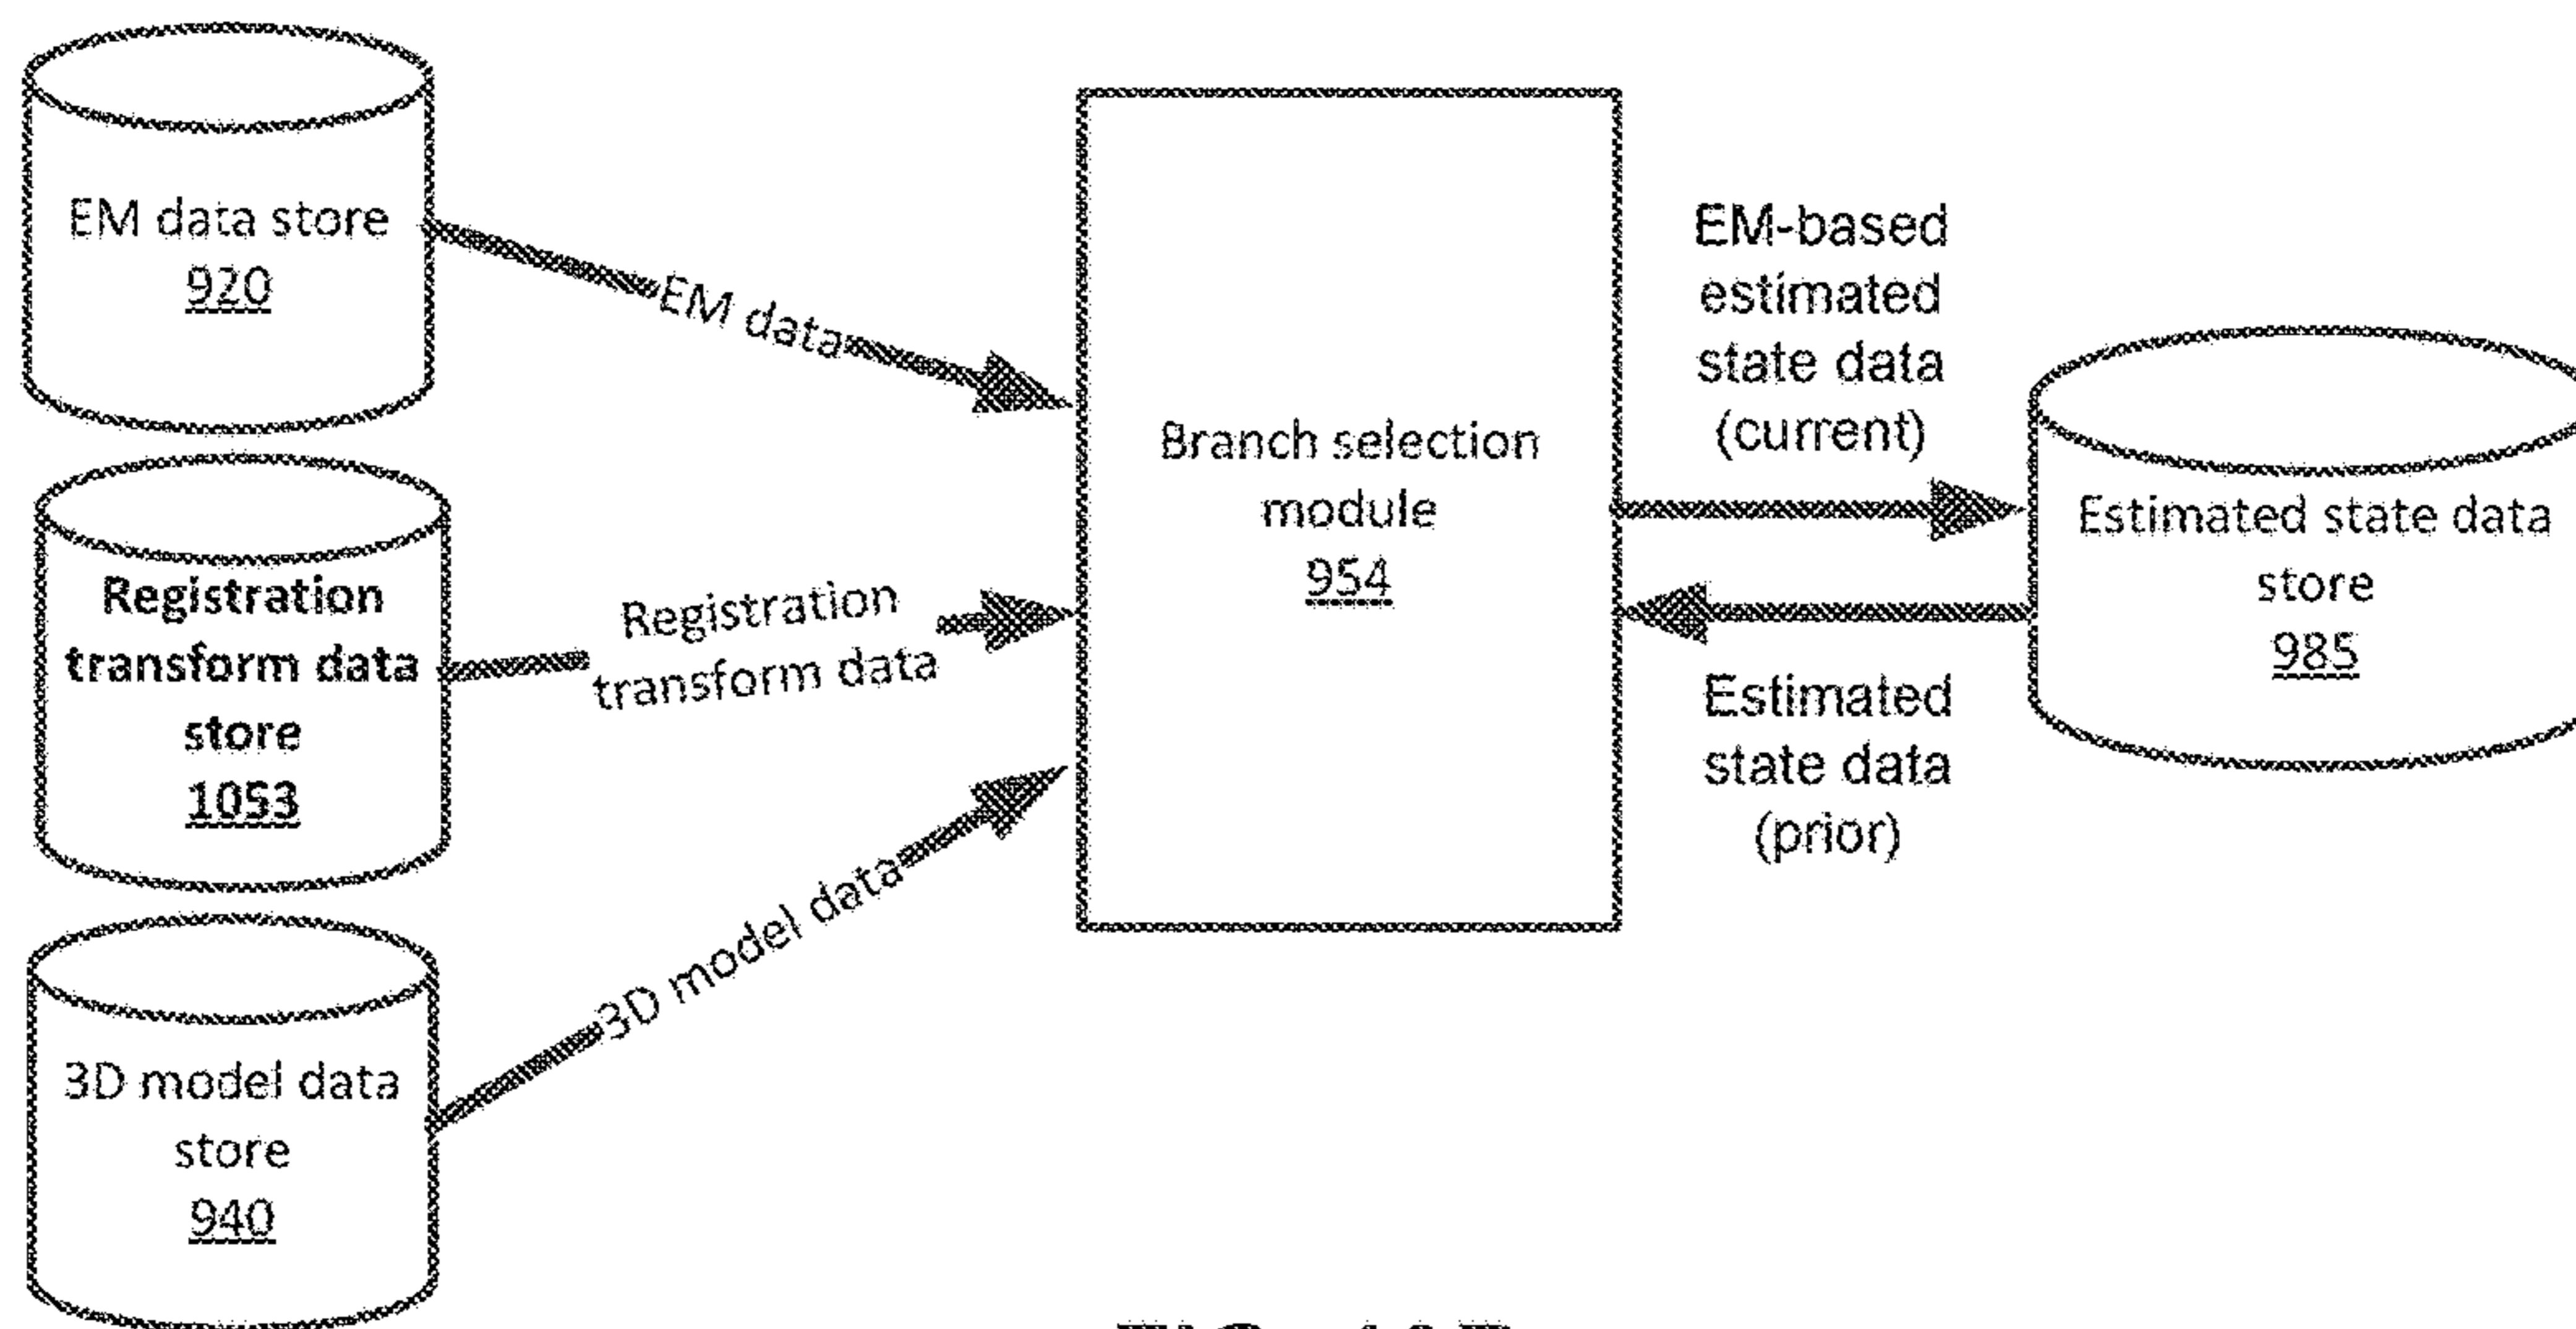 EM data store
920
EM data
Registration
transform data
store
1053
Registration
transform data
3D model data
store
940
3D model data
Branch selection
module
954
EM-based
estimated
state data
(current)
Estimated
state data
(prior)
Estimated state data
store
985